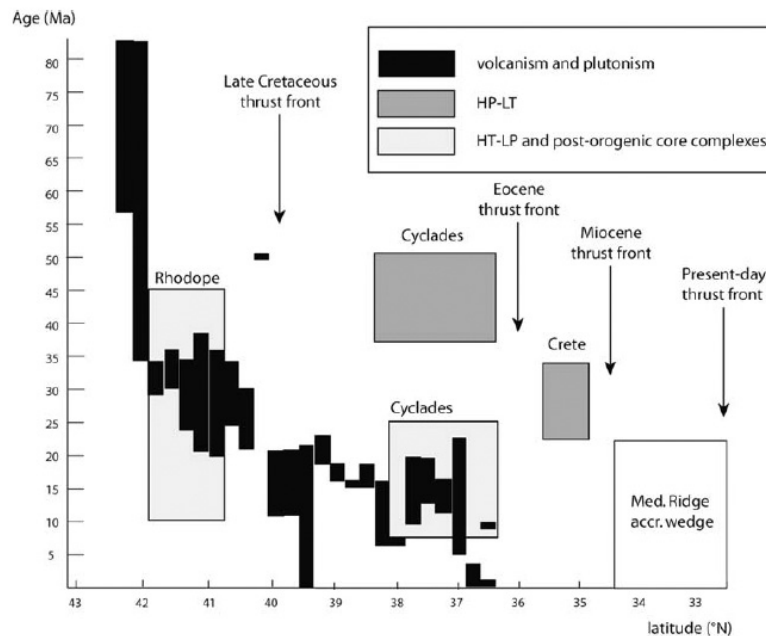 Age (Ma)
80
75
70
65
60
55
50
45
40
35
30
25
20
15
10
5
volcanism and plutonism
HP-LT
HT-LP and post-orogenic core complexes
Late Cretaceous
thrust front
Eocene
thrust front
Miocene
thrust front
Present-day
thrust front
Rhodope
Cyclades
Crete
Cyclades
Med. Ridge
accr. wedge
43
42
41
40
39
38
37
36
35
34
33
latitude (°N)